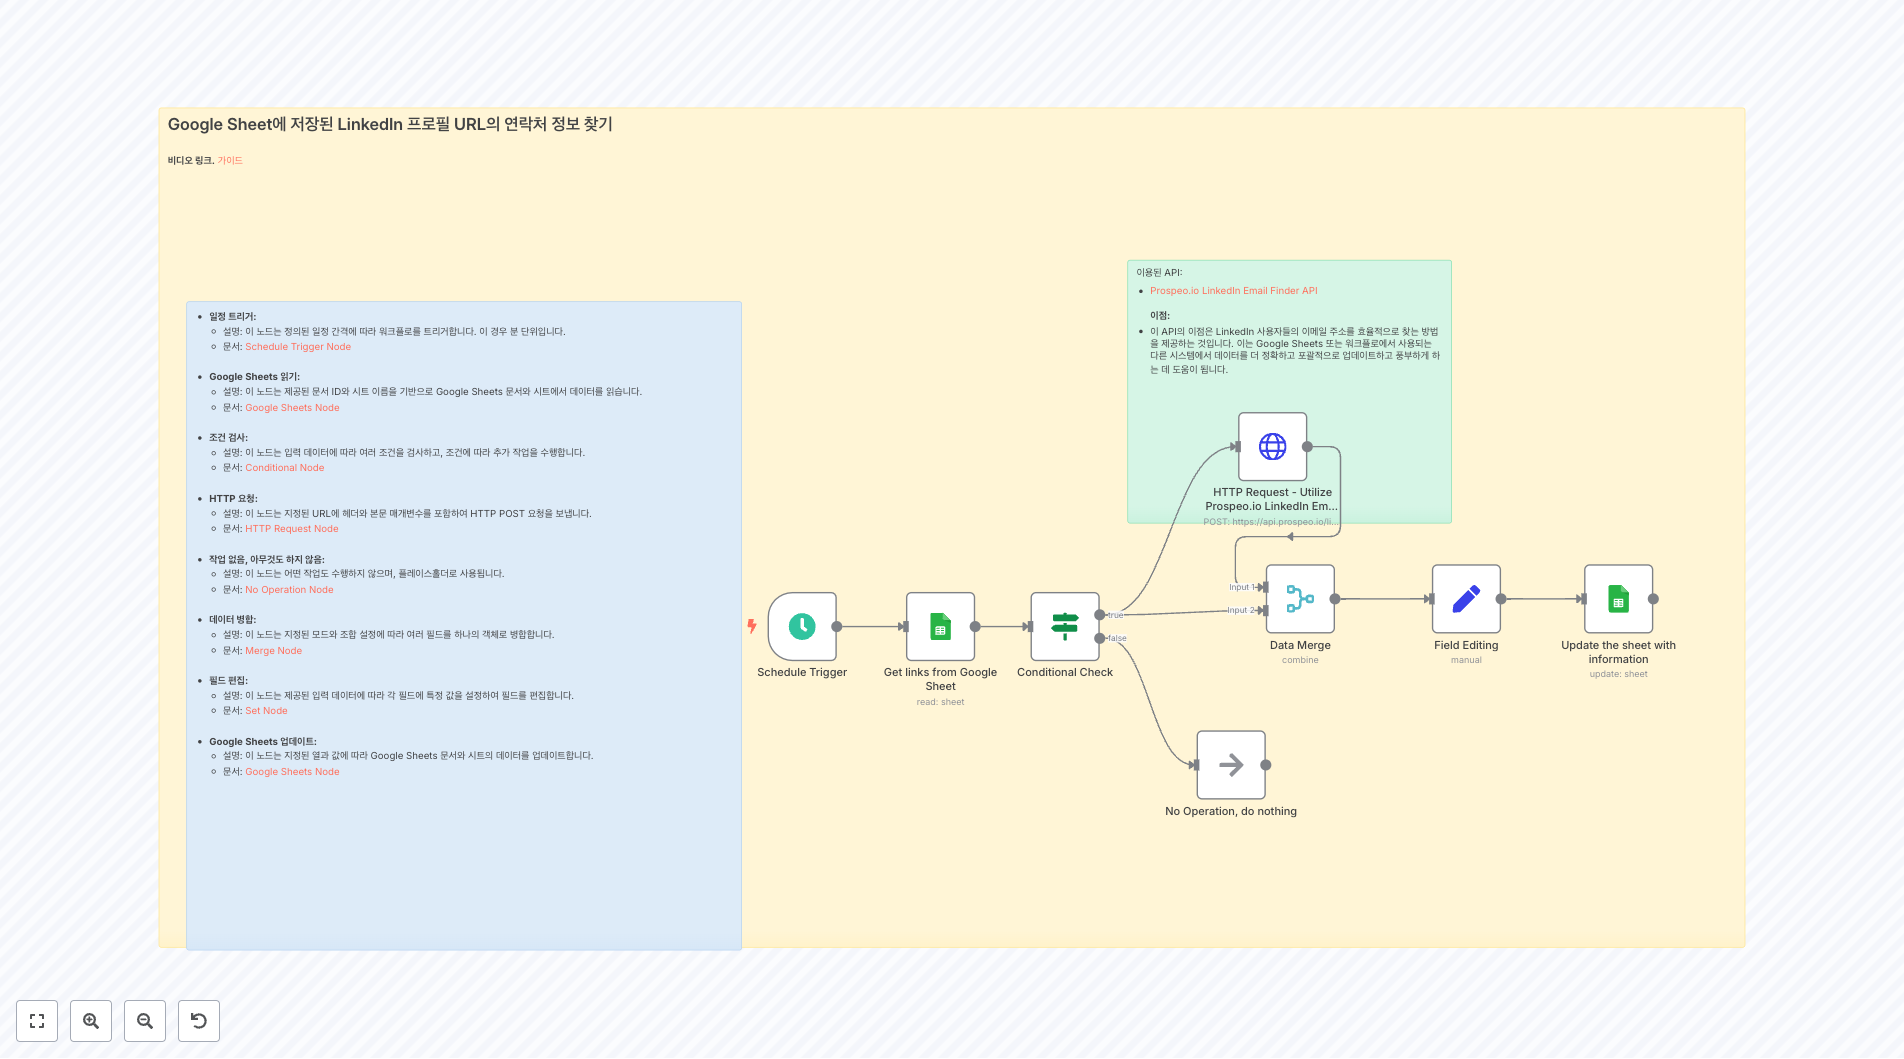 Google Sheet에 저장된 LinkedIn 프로필 URL의 연락처 정보 찾기
비디오 링크. 가이드
일정 트리거:
설명: 이 노드는 정의된 일정 간격에 따라 워크플로를 트리거합니다. 이 경우 분 단위입니다.
문서: Schedule Trigger Node
Google Sheets 읽기:
설명: 이 노드는 제공된 문서 ID와 시트 이름을 기반으로 Google Sheets 문서와 시트에서 데이터를 읽습니다.
문서: Google Sheets Node
조건 검사:
설명: 이 노드는 입력 데이터에 따라 여러 조건을 검사하고, 조건에 따라 추가 작업을 수행합니다.
문서: Conditional Node
HTTP 요청:
설명: 이 노드는 지정된 URL에 헤더와 본문 매개변수를 포함하여 HTTP POST 요청을 보냅니다.
문서: HTTP Request Node
작업 없음, 아무것도 하지 않음:
설명: 이 노드는 어떤 작업도 수행하지 않으며, 플레이스홀더로 사용됩니다.
문서: No Operation Node
데이터 병합:
설명: 이 노드는 지정된 모드와 조합 설정에 따라 여러 필드를 하나의 객체로 병합합니다.
문서: Merge Node
필드 편집:
설명: 이 노드는 제공된 입력 데이터에 따라 각 필드에 특정 값을 설정하여 필드를 편집합니다.
문서: Set Node
Google Sheets 업데이트:
설명: 이 노드는 지정된 열과 값에 따라 Google Sheets 문서와 시트의 데이터를 업데이트합니다.
문서: Google Sheets Node
이용된 API:
Prospeo.io LinkedIn Email Finder API
이점:
이 API의 이점은 LinkedIn 사용자들의 이메일 주소를 효율적으로 찾는 방법
을 제공하는 것입니다. 이는 Google Sheets 또는 워크플로에서 사용되는
다른 시스템에서 데이터를 더 정확하고 포괄적으로 업데이트하고 풍부하게 하
는 데 도움이 됩니다.
HTTP Request - Utilize
Prospeo.io LinkedIn Em...
POST: https://api.prospeo.io/li...
Schedule Trigger
Get links from Google
Sheet
read: sheet
Conditional Check
true
false
Input 1
Input 2
Data Merge
combine
Field Editing
manual
Update the sheet with
information
update: sheet
No Operation, do nothing